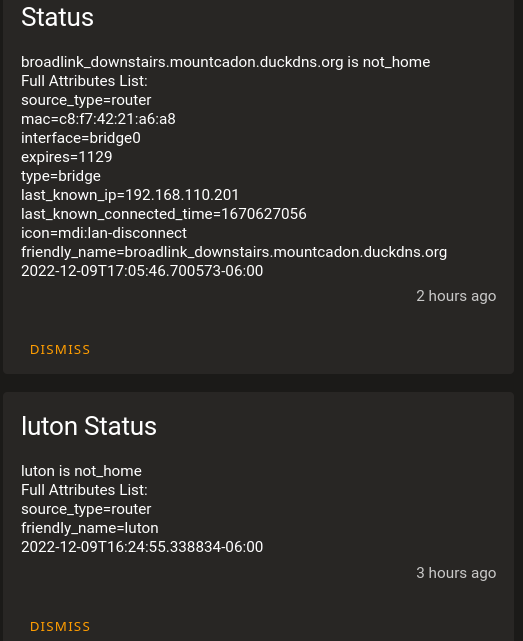 Status
broadlink_downstairs.mountcadon.duckdns.org is not_home
Full Attributes List:
source_type=router
mac=c8:f7:42:21:a6:a8
interface=bridge0
expires=1129
type=bridge
last_known_ip=192.168.110.201
last_known_connected_time=1670627056
icon=mdi:lan-disconnect
friendly_name=broadlink_downstairs.mountcadon.duckdns.org
2022-12-09T17:05:46.700573-06:00
2 hours ago
DISMISS
luton Status
luton is not_home
Full Attributes List:
source_type=router
friendly_name=luton
2022-12-09T16:24:55.338834-06:00
3 hours ago
DISMISS